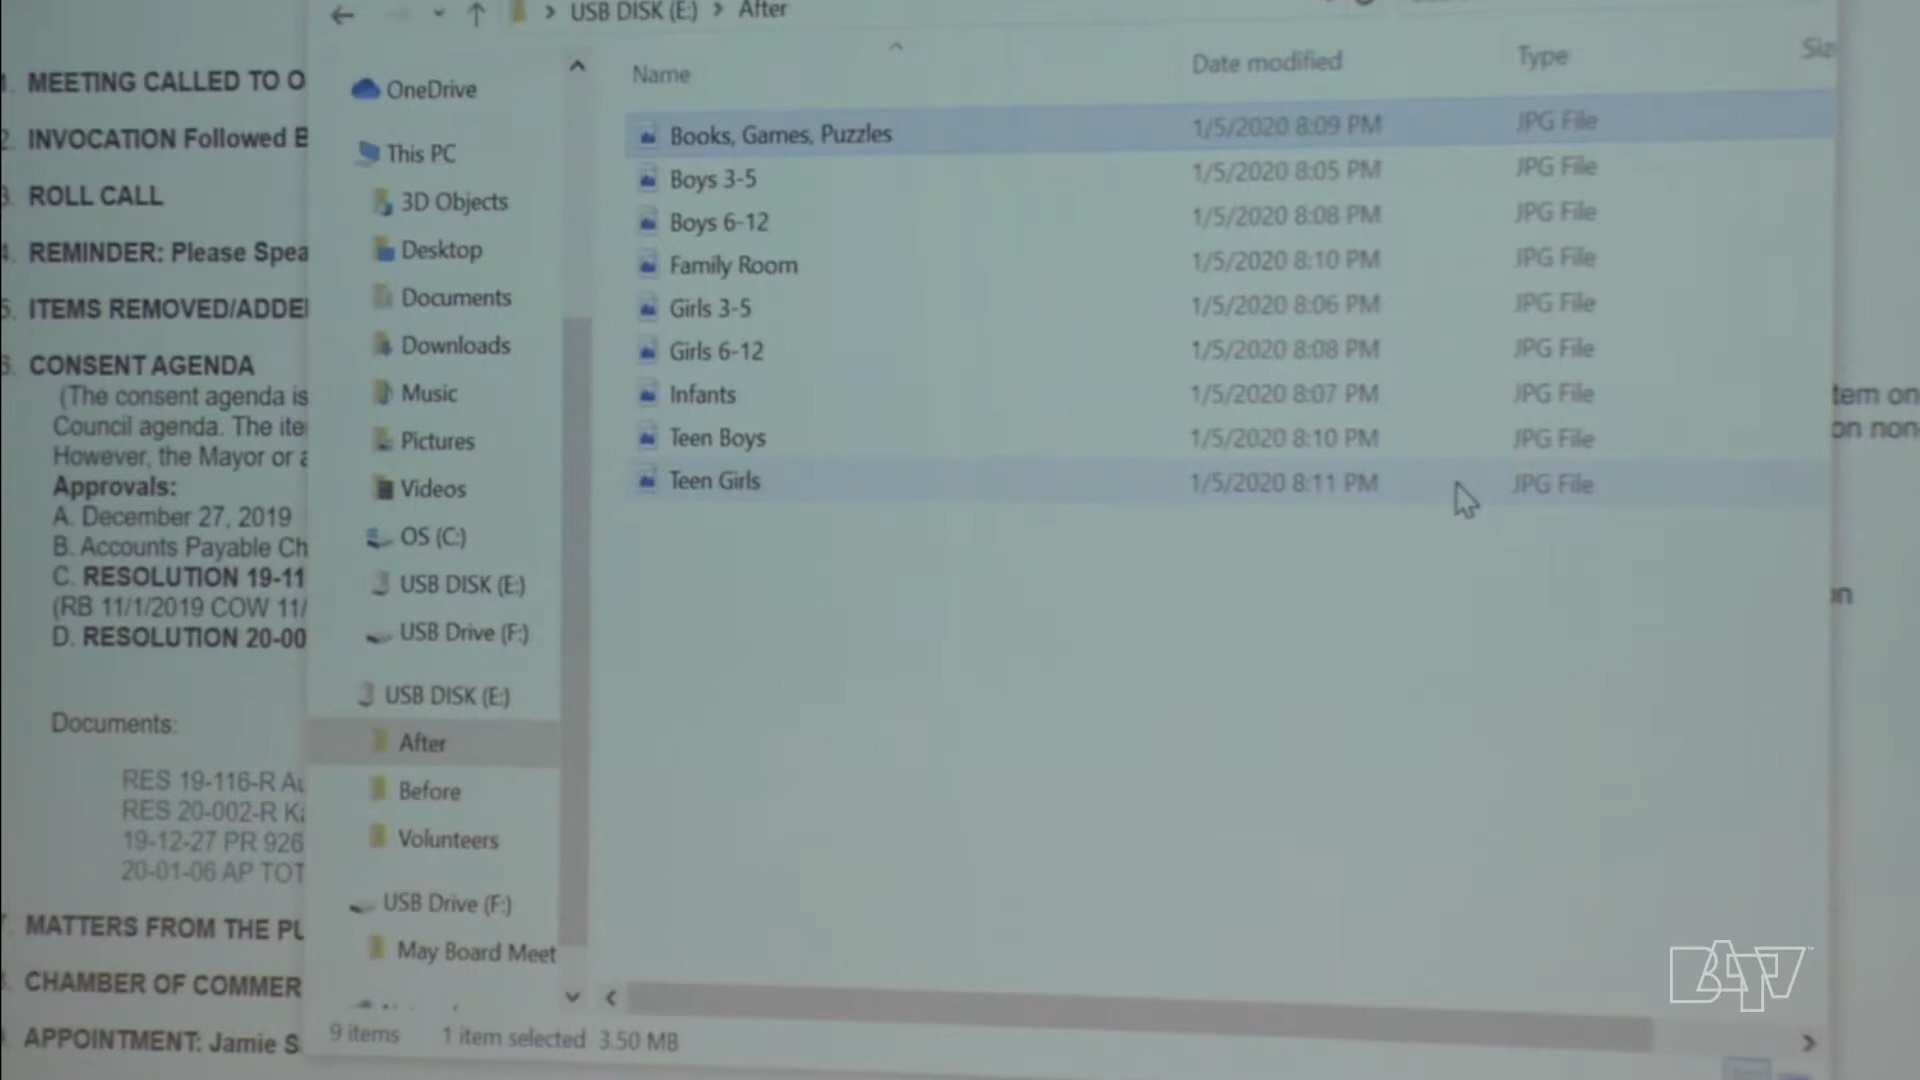 USB DISK (E:) > After
Name
Date modified
Type
OneDrive
This PC
3D Objects
Desktop
Documents
Downloads
Music
Pictures
Videos
OS (C:)
USB DISK (E:)
USB Drive (F:)
USB DISK (E:)
After
Before
Volunteers
USB Drive (F:)
May Board Meet
Books, Games, Puzzles 1/5/2020 8:09 PM JPG File
Boys 3-5 1/5/2020 8:05 PM JPG File
Boys 6-12 1/5/2020 8:08 PM JPG File
Family Room 1/5/2020 8:10 PM JPG File
Girls 3-5 1/5/2020 8:06 PM JPG File
Girls 6-12 1/5/2020 8:08 PM JPG File
Infants 1/5/2020 8:07 PM JPG File
Teen Boys 1/5/2020 8:10 PM JPG File
Teen Girls 1/5/2020 8:11 PM JPG File
9 items 1 item selected 3.50 MB
MEETING CALLED TO O
2. INVOCATION Followed
3. ROLL CALL
4. REMINDER: Please Spea
5. ITEMS REMOVED/ADDE
6. CONSENT AGENDA
(The consent agenda is
Council agenda. The ite
However, the Mayor or a
Approvals:
A. December 27, 2019
B. Accounts Payable Ch
C. RESOLUTION 19-11
(RB 11/1/2019 COW 11/
D. RESOLUTION 20-00
Documents:
RES 19-116-R
RES 20-002-R
19-12-27 PR 926
20-01-06 AP TOT
MATTERS FROM THE PU
CHAMBER OF COMMER
APPOINTMENT: Jamie S
tem on
on non-
on
BATV